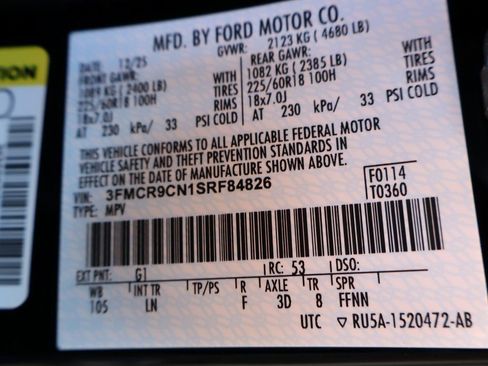 MFD. BY FORD MOTOR CO.
DATE: 12/25 GVWR: 2123 KG ( 4680 LB)
FRONT GAWR: REAR GAWR:
1089 KG ( 2400 LB) WITH 1082 KG ( 2385 LB) WITH
225/60R18 100H TIRES 225/60R18 100H TIRES
18x7.0J RIMS 18x7.0J RIMS
AT 230 kPa/ 33 PSI COLD AT 230 kPa/ 33 PSI COLD
THIS VEHICLE CONFORMS TO ALL APPLICABLE FEDERAL MOTOR
VEHICLE SAFETY AND THEFT PREVENTION STANDARDS IN
EFFECT ON THE DATE OF MANUFACTURE SHOWN ABOVE.
VIN: 3FMCR9CN1SRF84826 F0114
TYPE: MPV T0360
EXT PNT: G1 RC: 53 DSO:
WB INT TR TP/PS R AXLE TR SPR
105 LN F 3D 8 FFNN
UTC ▽ RU5A-1520472-AB